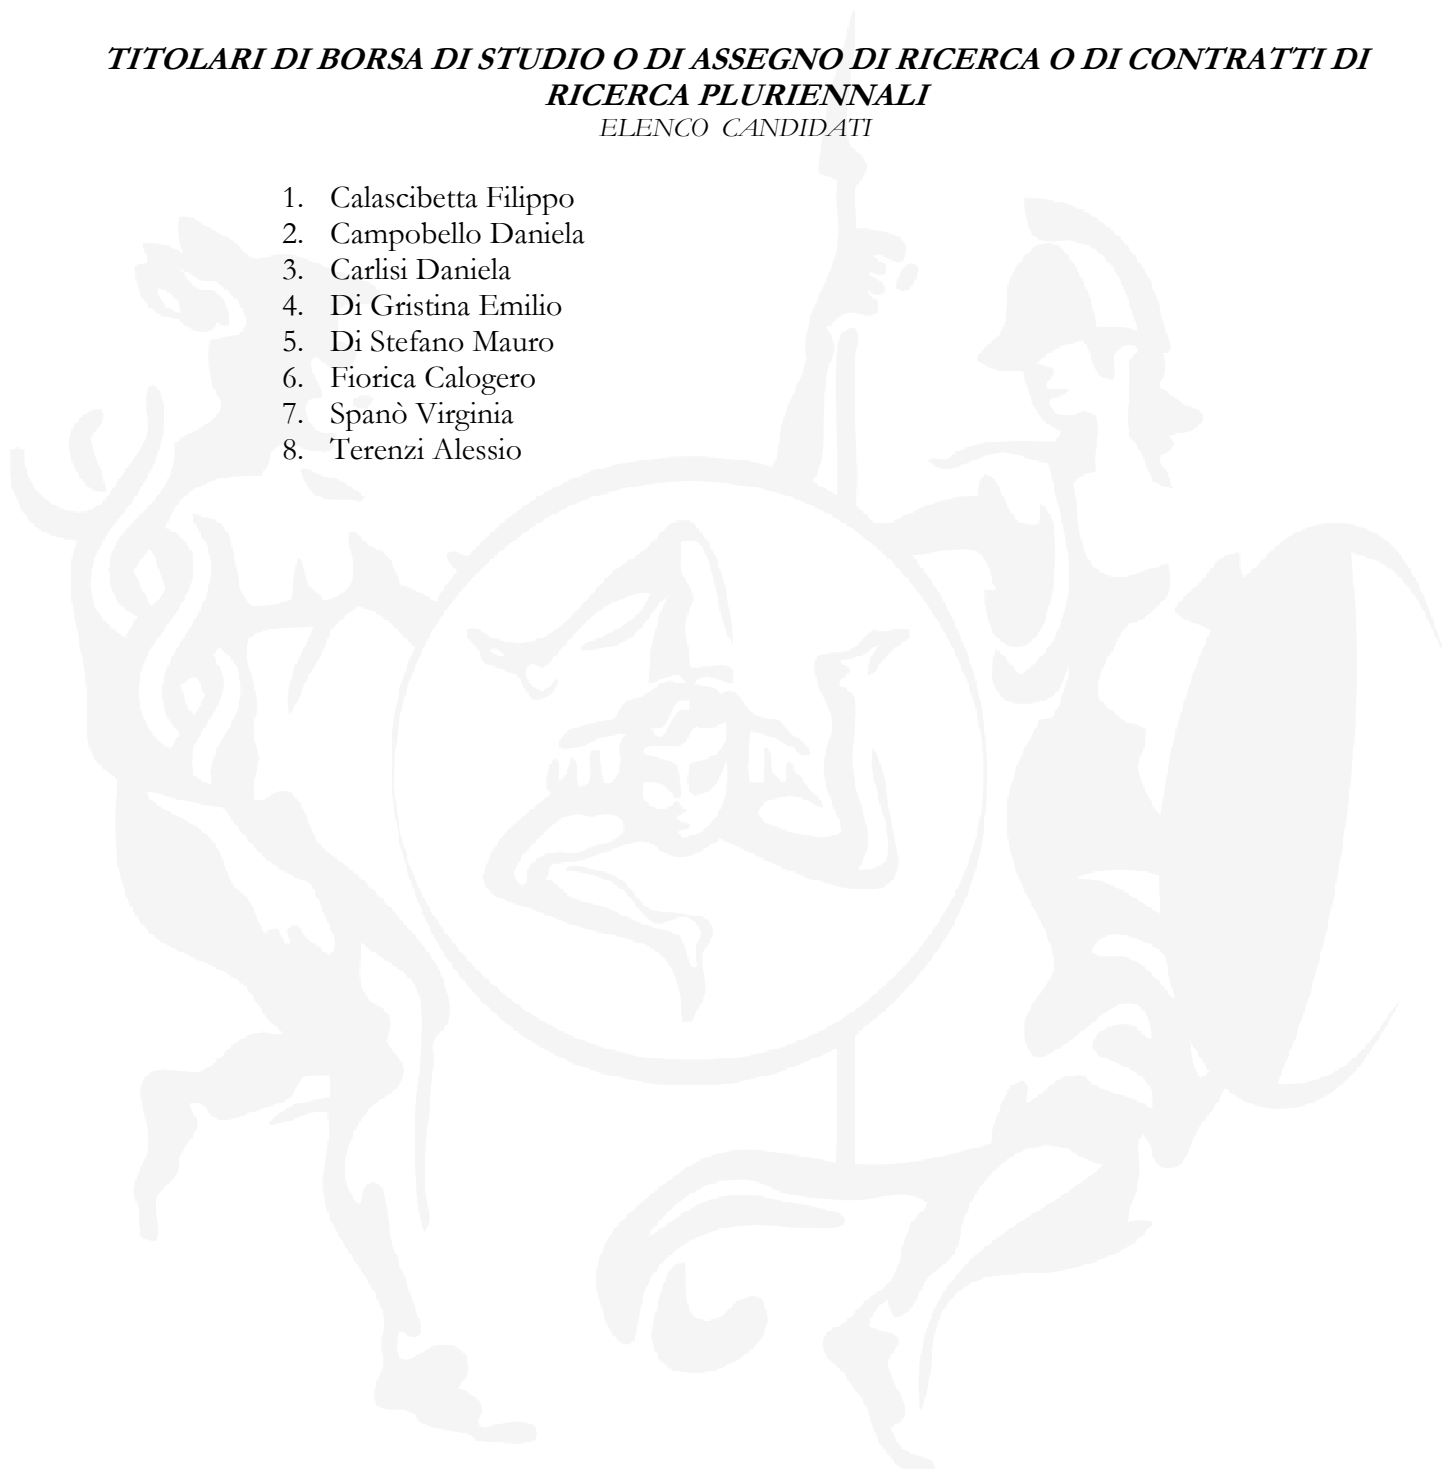 TITOLARI DI BORSA DI STUDIO O DI ASSEGNO DI RICERCA O DI CONTRATTI DI
RICERCA PLURIENNALI
ELENCO CANDIDATI
1. Calascibetta Filippo
2. Campobello Daniela
3. Carlisi Daniela
4. Di Gristina Emilio
5. Di Stefano Mauro
6. Fiorica Calogero
7. Spanò Virginia
8. Terenzi Alessio